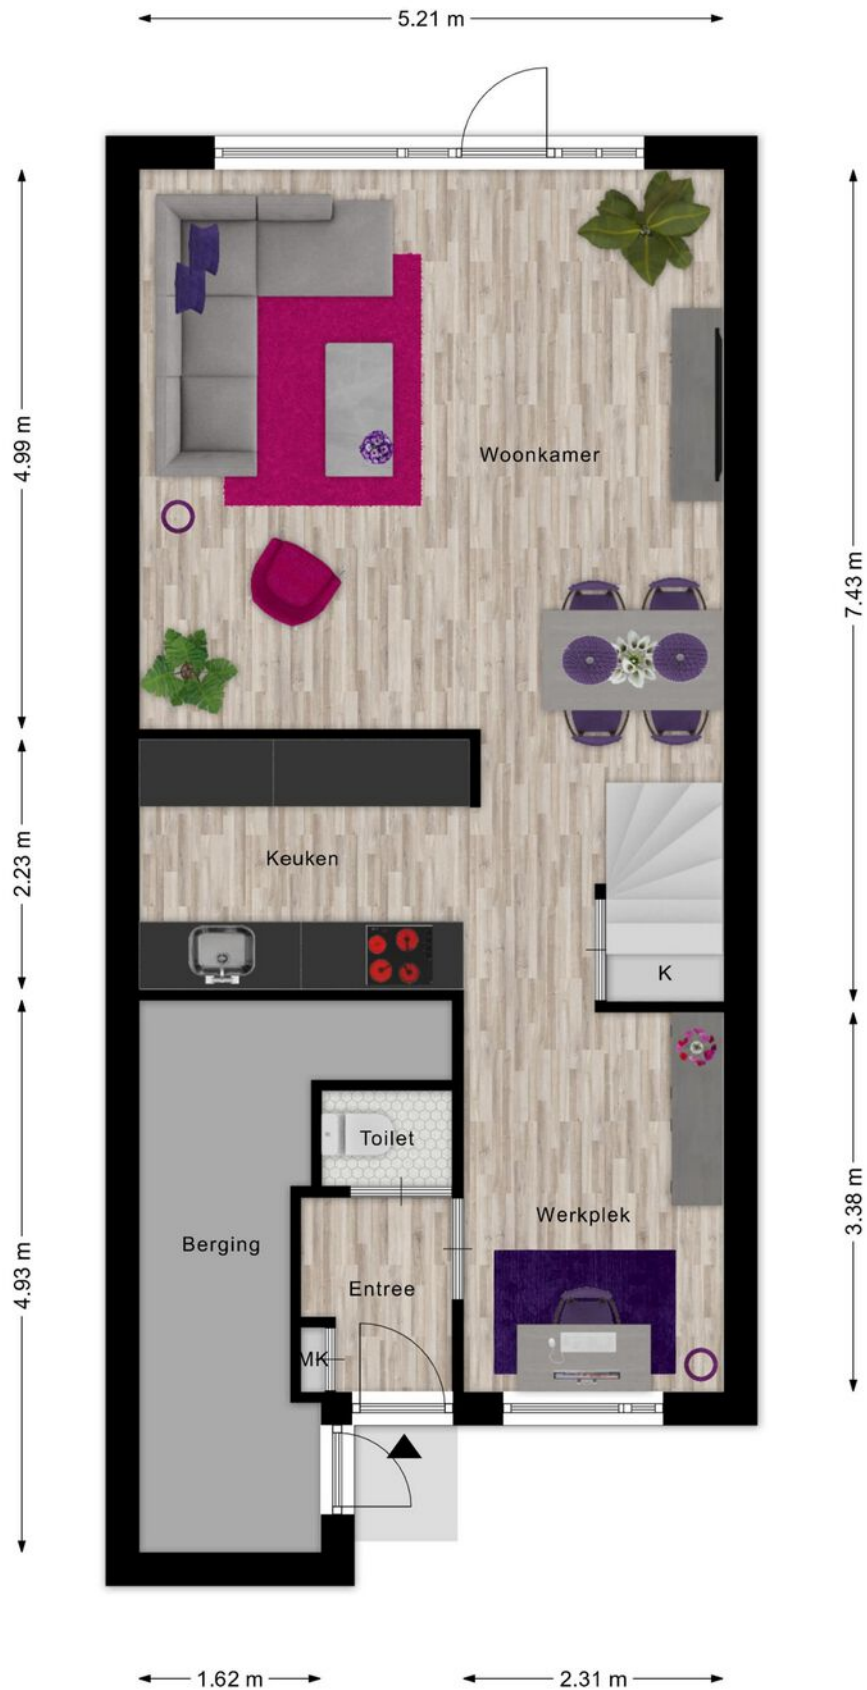 5.21 m
4.99 m
Woonkamer
7.43 m
2.23 m
Keuken
K
Toilet
3.38 m
Werkplek
Berging
4.93 m
Entree
MK
1.62 m
2.31 m